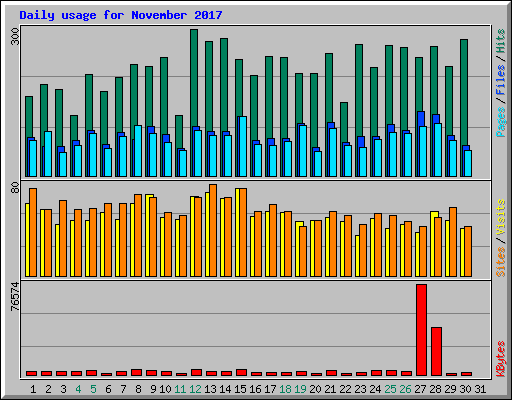 Daily usage for November 2017
300
Pages/Files/Hits
80
Sites/Visits
76574
KBytes
1 2 3 4 5 6 7 8 9 10 11 12 13 14 15 16 17 18 19 20 21 22 23 24 25 26 27 28 29 30 31